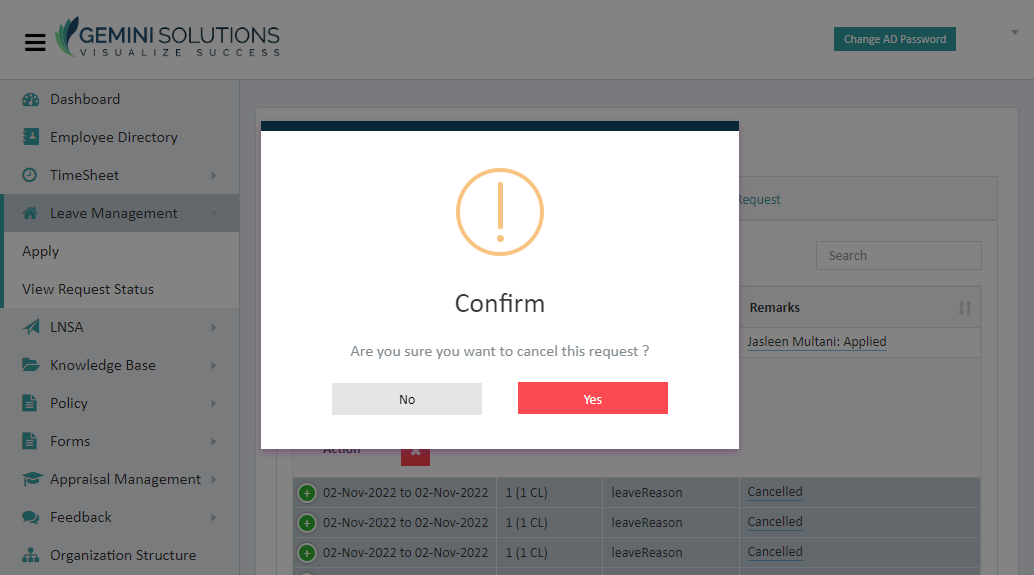 GEMINI SOLUTIONS
VISUALIZE SUCCESS
Change AD Password
Dashboard
Employee Directory
TimeSheet
Leave Management
Apply
View Request Status
LNSA
Knowledge Base
Policy
Forms
Appraisal Management
Feedback
Organization Structure
Request
Search
Remarks
Jasleen Multani: Applied
Confirm
Are you sure you want to cancel this request ?
No
Yes
Action
02-Nov-2022 to 02-Nov-2022 1 (1 CL) leaveReason Cancelled
02-Nov-2022 to 02-Nov-2022 1 (1 CL) leaveReason Cancelled
02-Nov-2022 to 02-Nov-2022 1 (1 CL) leaveReason Cancelled